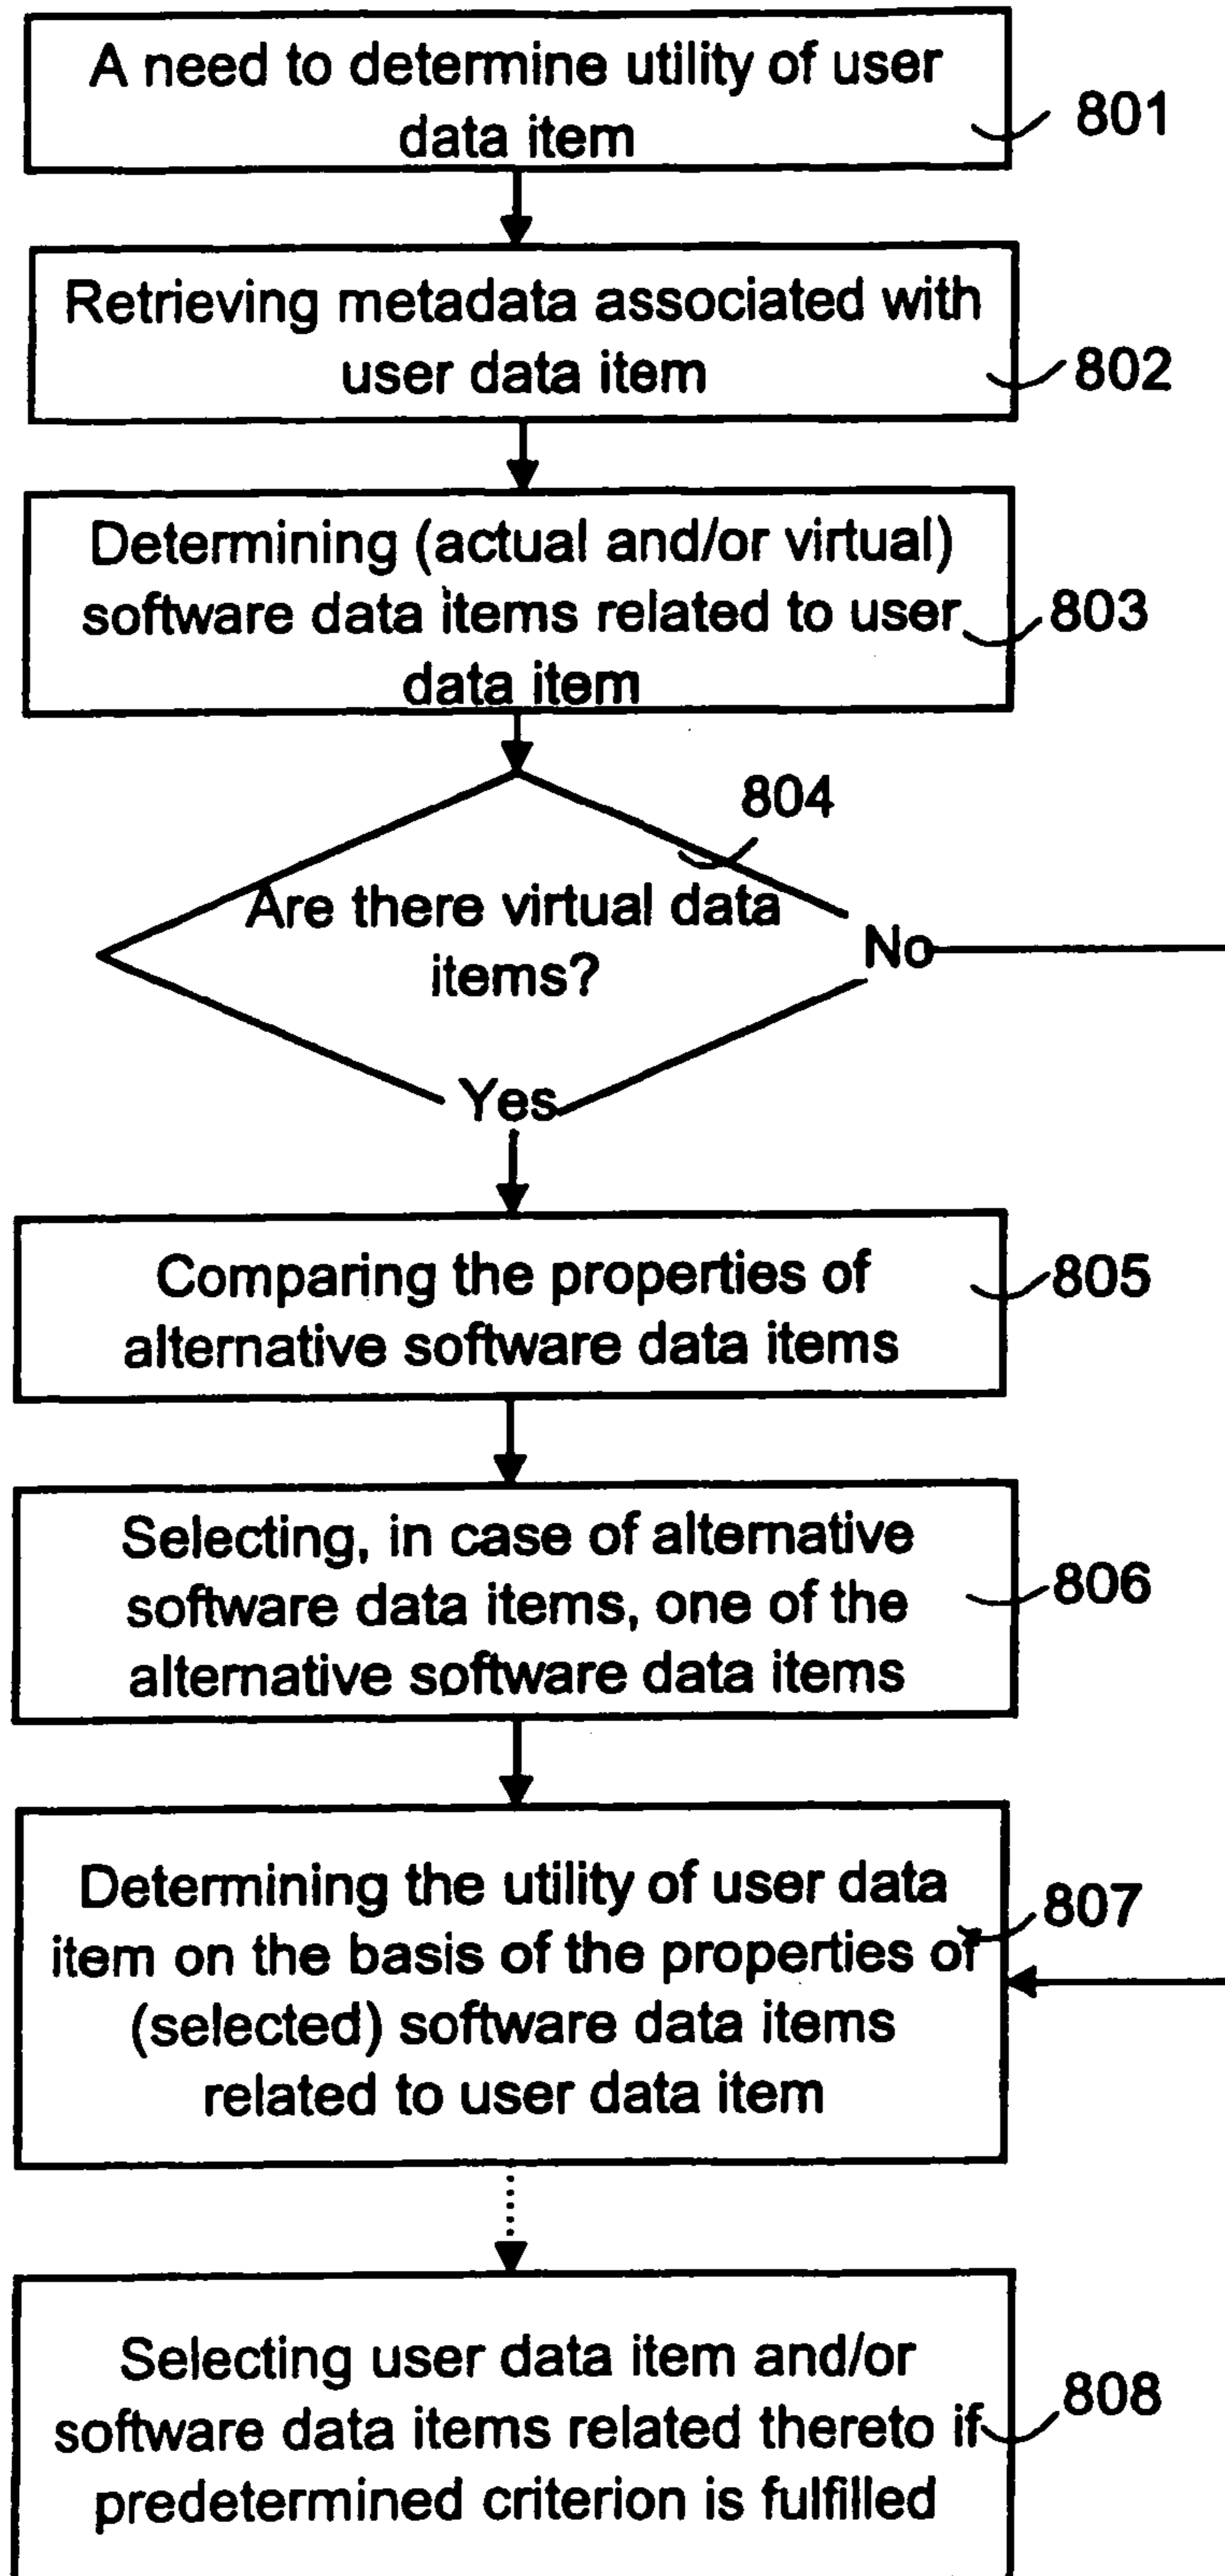 A need to determine utility of user
data item
801
Retrieving metadata associated with
user data item
802
Determining (actual and/or virtual)
software data items related to user
data item
803
804
Are there virtual data
items?
No
Yes
Comparing the properties of
alternative software data items
805
Selecting, in case of alternative
software data items, one of the
alternative software data items
806
Determining the utility of user data
item on the basis of the properties of
(selected) software data items
related to user data item
807
Selecting user data item and/or
software data items related thereto if
predetermined criterion is fulfilled
808